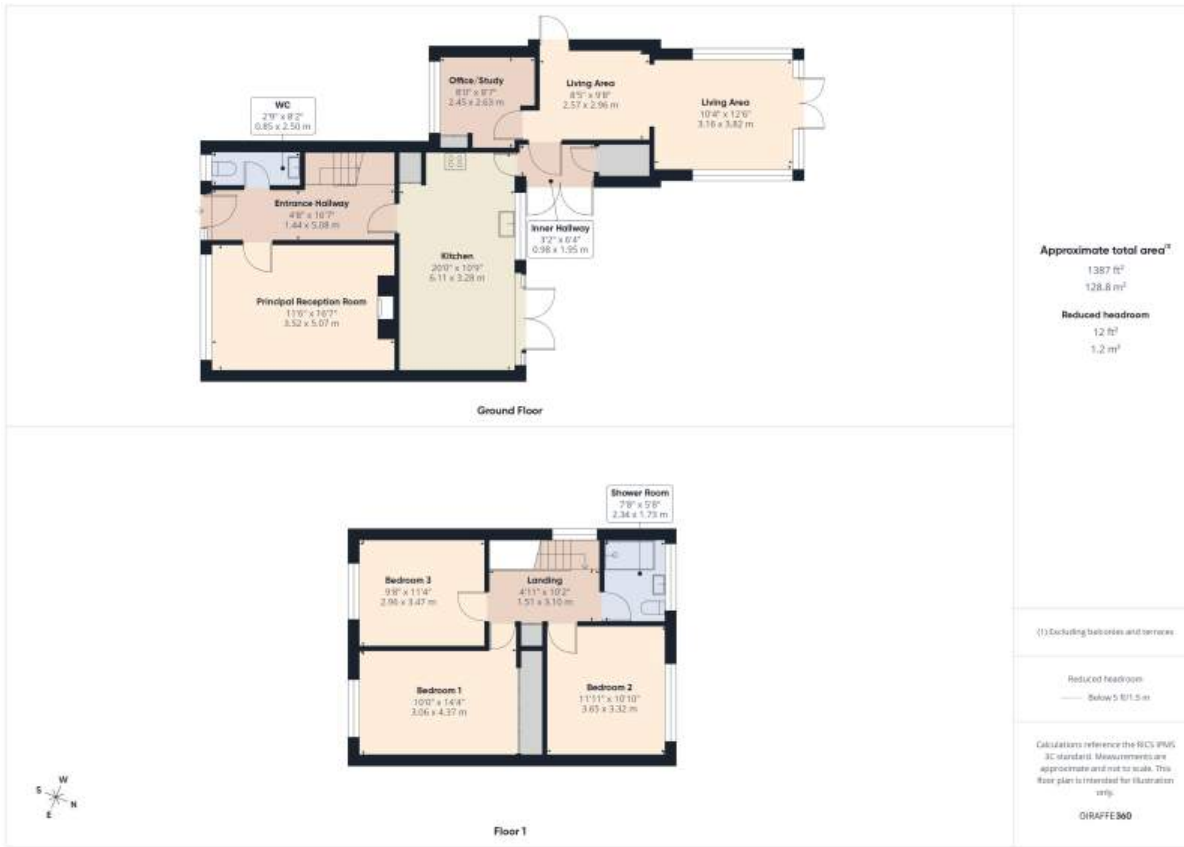 Office/Study
8'0" x 8'7"
2.45 x 2.63 m
Living Area
8'5" x 9'8"
2.57 x 2.96 m
Living Area
10'4" x 12'6"
3.16 x 3.82 m
WC
2'9" x 8'2"
0.85 x 2.50 m
Entrance Hallway
4'8" x 16'7"
1.44 x 5.08 m
Inner Hallway
3'2" x 6'4"
0.98 x 1.95 m
Kitchen
20'0" x 10'9"
6.11 x 3.28 m
Principal Reception Room
11'6" x 16'7"
3.52 x 5.07 m
Ground Floor
Shower Room
7'8" x 5'8"
2.34 x 1.73 m
Bedroom 3
9'8" x 11'4"
2.96 x 3.47 m
Landing
4'11" x 10'2"
1.51 x 3.10 m
Bedroom 1
10'0" x 14'4"
3.06 x 4.37 m
Bedroom 2
11'11" x 10'10"
3.65 x 3.32 m
W
S
N
E
Floor 1
Approximate total area⁽¹⁾
1387 ft²
128.8 m²
Reduced headroom
12 ft²
1.2 m²
(1) Excluding balconies and terraces
Reduced headroom
Below 5 ft/1.5 m
Calculations reference the RICS IPMS
3C standard. Measurements are
approximate and not to scale. This
floor plan is intended for illustration
only.
GIRAFFE360